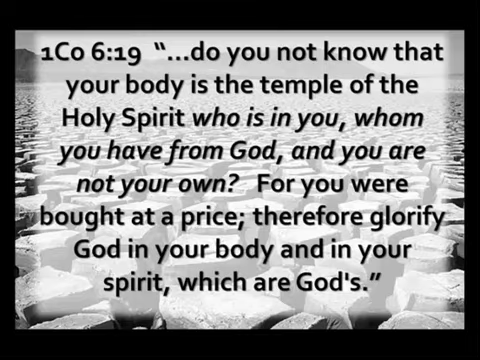 1Co 6:19 “...do you not know that
your body is the temple of the
Holy Spirit who is in you, whom
you have from God, and you are
not your own? For you were
bought at a price; therefore glorify
God in your body and in your
spirit, which are God's.”